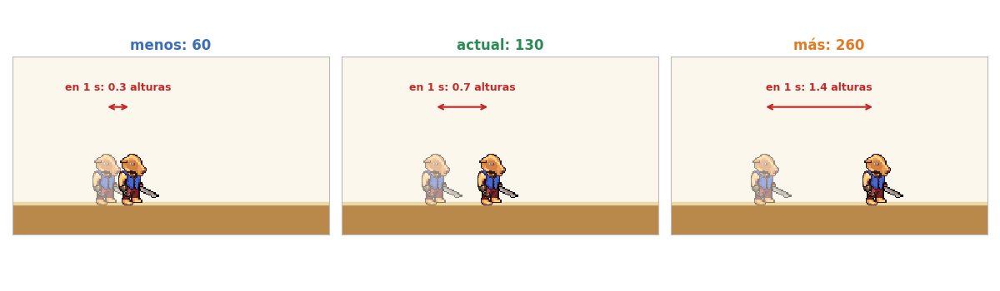 menos: 60
en 1 s: 0.3 alturas
actual: 130
en 1 s: 0.7 alturas
más: 260
en 1 s: 1.4 alturas